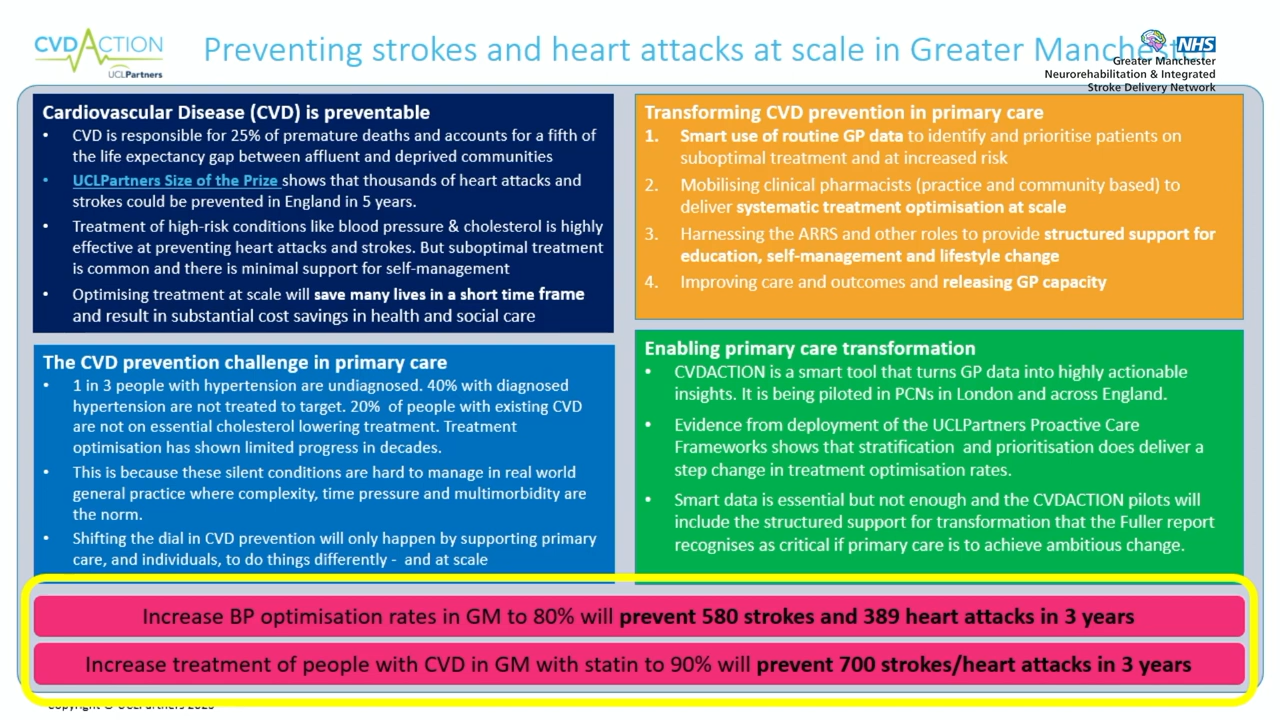 CVDACTION
UCLPartners
Preventing strokes and heart attacks at scale in Greater
NHS
Greater Manchester
Neurorehabilitation & Integrated
Stroke Delivery Network
Cardiovascular Disease (CVD) is preventable
• CVD is responsible for 25% of premature deaths and accounts for a fifth of
the life expectancy gap between affluent and deprived communities
• UCLPartners Size of the Prize shows that thousands of heart attacks and
strokes could be prevented in England in 5 years.
• Treatment of high-risk conditions like blood pressure & cholesterol is highly
effective at preventing heart attacks and strokes. But suboptimal treatment
is common and there is minimal support for self-management
• Optimising treatment at scale will save many lives in a short time frame
and result in substantial cost savings in health and social care
Transforming CVD prevention in primary care
1. Smart use of routine GP data to identify and prioritise patients on
suboptimal treatment and at increased risk
2. Mobilising clinical pharmacists (practice and community based) to
deliver systematic treatment optimisation at scale
3. Harnessing the ARRS and other roles to provide structured support for
education, self-management and lifestyle change
4. Improving care and outcomes and releasing GP capacity
The CVD prevention challenge in primary care
• 1 in 3 people with hypertension are undiagnosed. 40% with diagnosed
hypertension are not treated to target. 20% of people with existing CVD
are not on essential cholesterol lowering treatment. Treatment
optimisation has shown limited progress in decades.
• This is because these silent conditions are hard to manage in real world
general practice where complexity, time pressure and multimorbidity are
the norm.
• Shifting the dial in CVD prevention will only happen by supporting primary
care, and individuals, to do things differently - and at scale
Enabling primary care transformation
• CVDACTION is a smart tool that turns GP data into highly actionable
insights. It is being piloted in PCNs in London and across England.
• Evidence from deployment of the UCLPartners Proactive Care
Frameworks shows that stratification and prioritisation does deliver a
step change in treatment optimisation rates.
• Smart data is essential but not enough and the CVDACTION pilots will
include the structured support for transformation that the Fuller report
recognises as critical if primary care is to achieve ambitious change.
Increase BP optimisation rates in GM to 80% will prevent 580 strokes and 389 heart attacks in 3 years
Increase treatment of people with CVD in GM with statin to 90% will prevent 700 strokes/heart attacks in 3 years
Copyright © UCLPartners